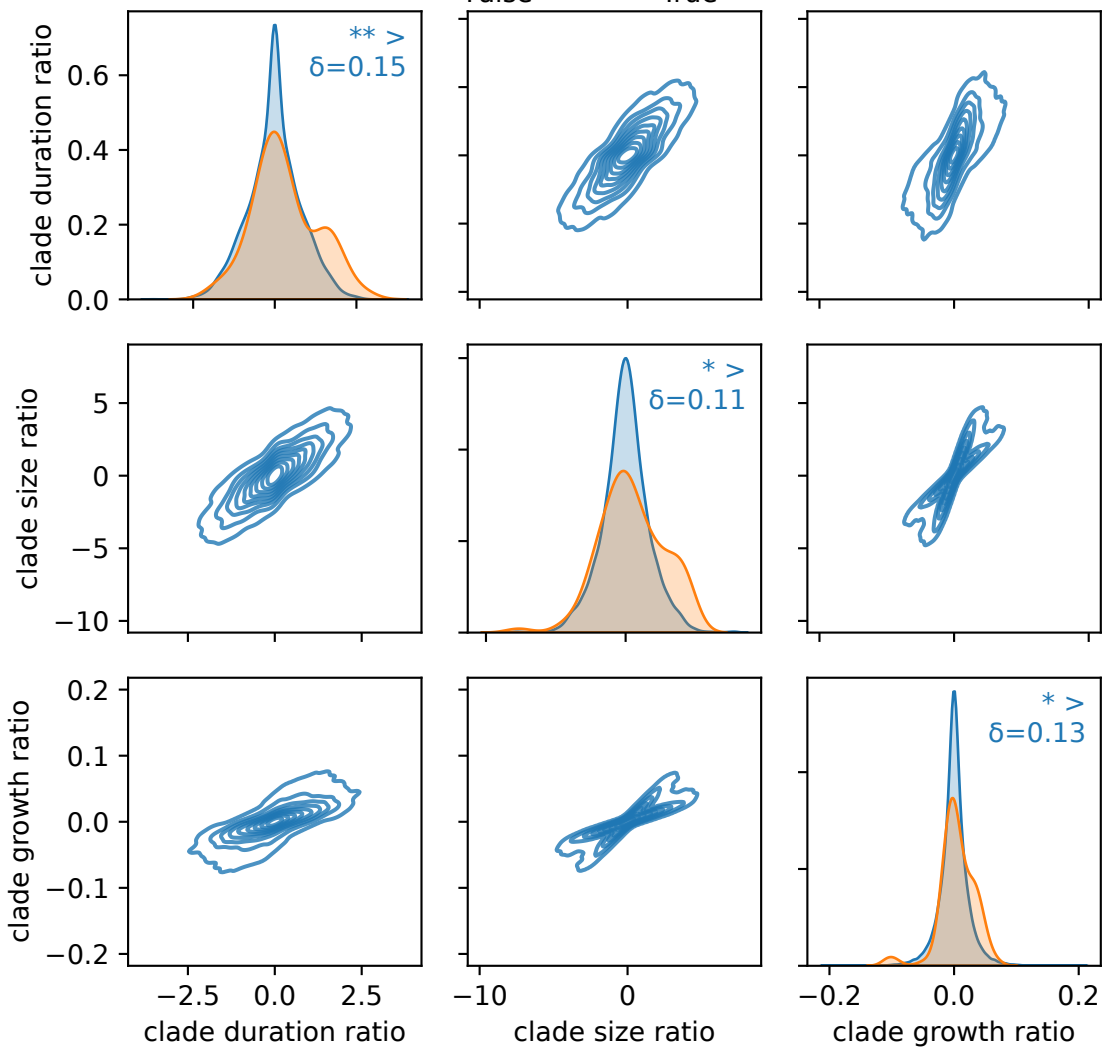 False True
clade duration ratio
0.6
0.4
0.2
0.0
** >
δ=0.15
clade size ratio
5
0
−5
−10
* >
δ=0.11
clade growth ratio
0.2
0.1
0.0
−0.1
−0.2
* >
δ=0.13
−2.5 0.0 2.5
−10 0
−0.2 0.0 0.2
clade duration ratio
clade size ratio
clade growth ratio